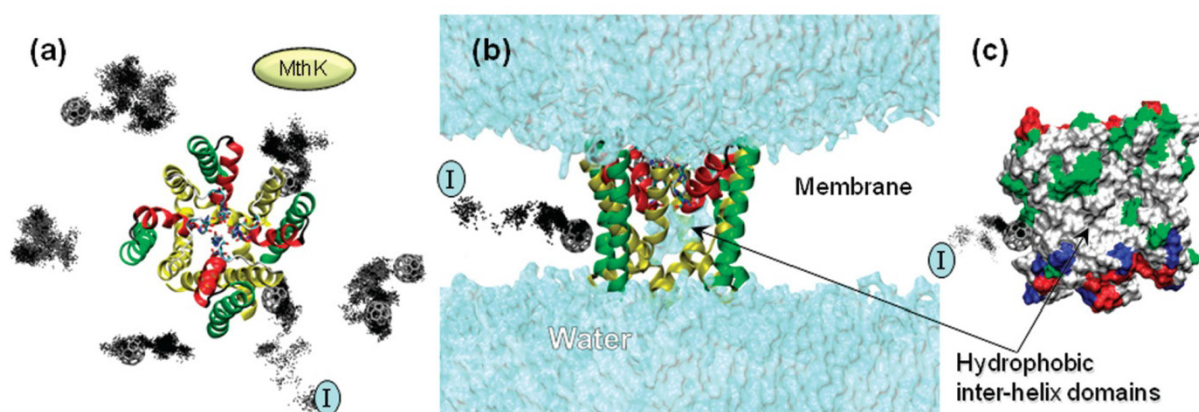 (a)
MthK
I
(b)
I
Membrane
Water
(c)
I
Hydrophobic
inter-helix domains